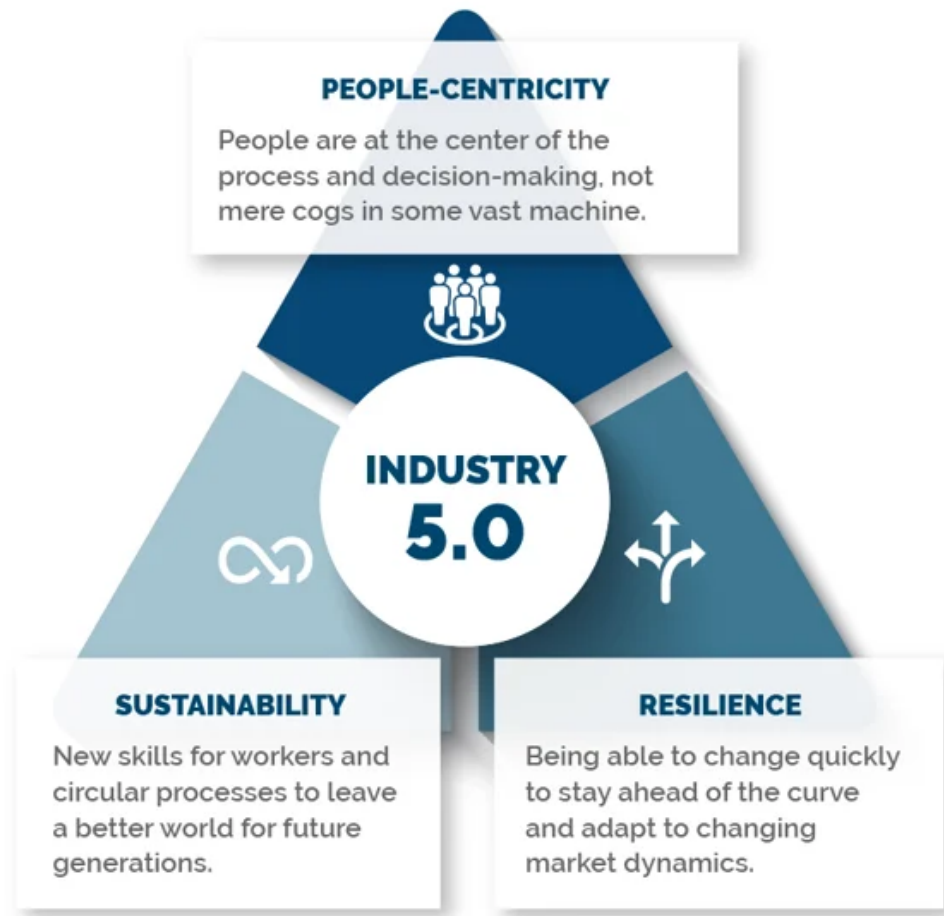 PEOPLE-CENTRICITY
People are at the center of the
process and decision-making, not
mere cogs in some vast machine.
INDUSTRY
5.0
SUSTAINABILITY
New skills for workers and
circular processes to leave
a better world for future
generations.
RESILIENCE
Being able to change quickly
to stay ahead of the curve
and adapt to changing
market dynamics.